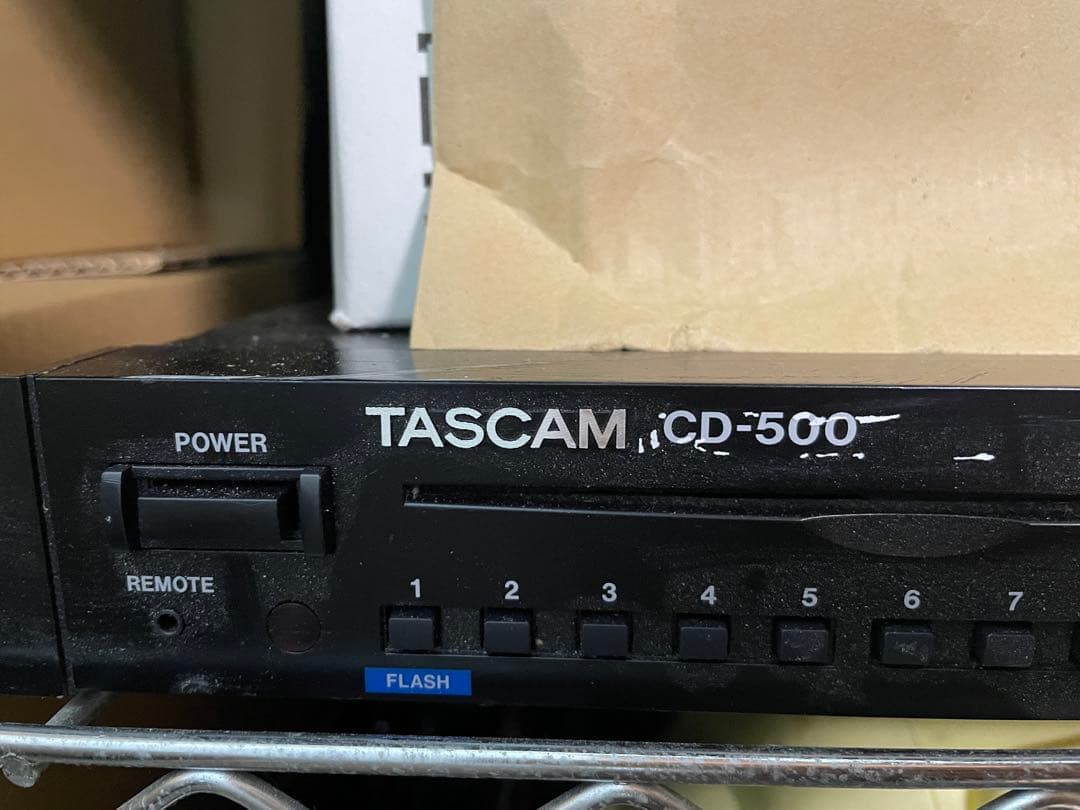 TASCAM CD-500
POWER
REMOTE
1 2 3 4 5 6 7
FLASH